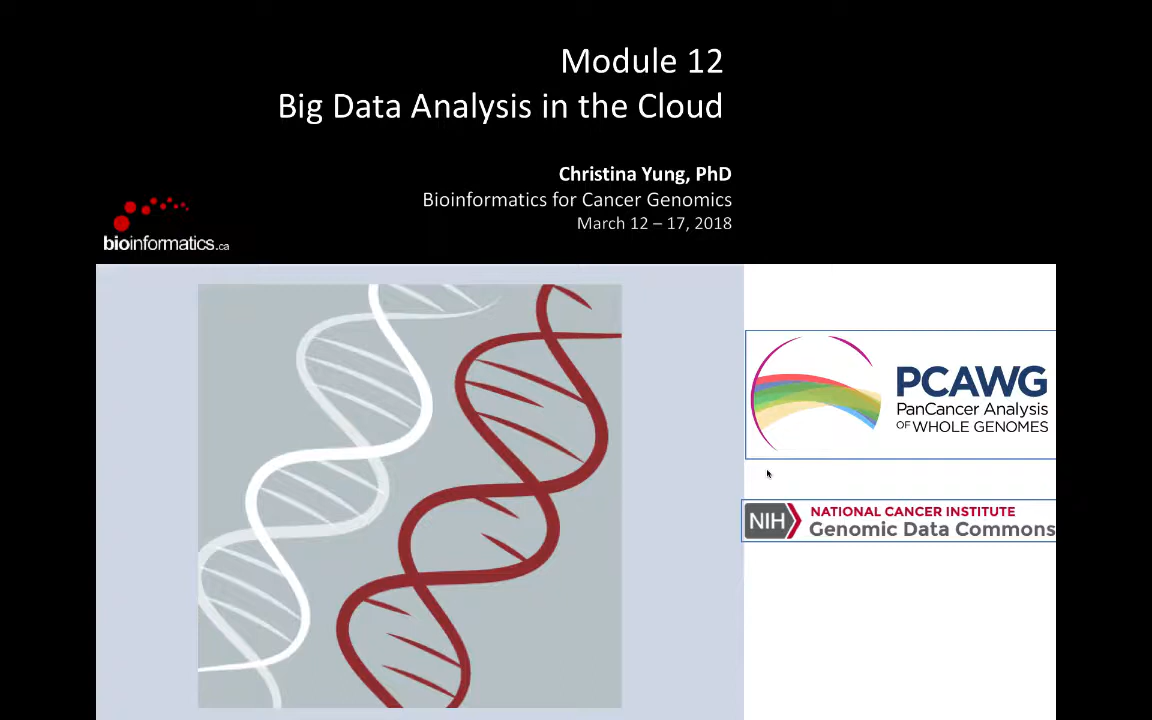 Module 12
Big Data Analysis in the Cloud
Christina Yung, PhD
Bioinformatics for Cancer Genomics
March 12 – 17, 2018
bioinformatics.ca
PCAWG
PanCancer Analysis
OF WHOLE GENOMES
NIH
NATIONAL CANCER INSTITUTE
Genomic Data Commons